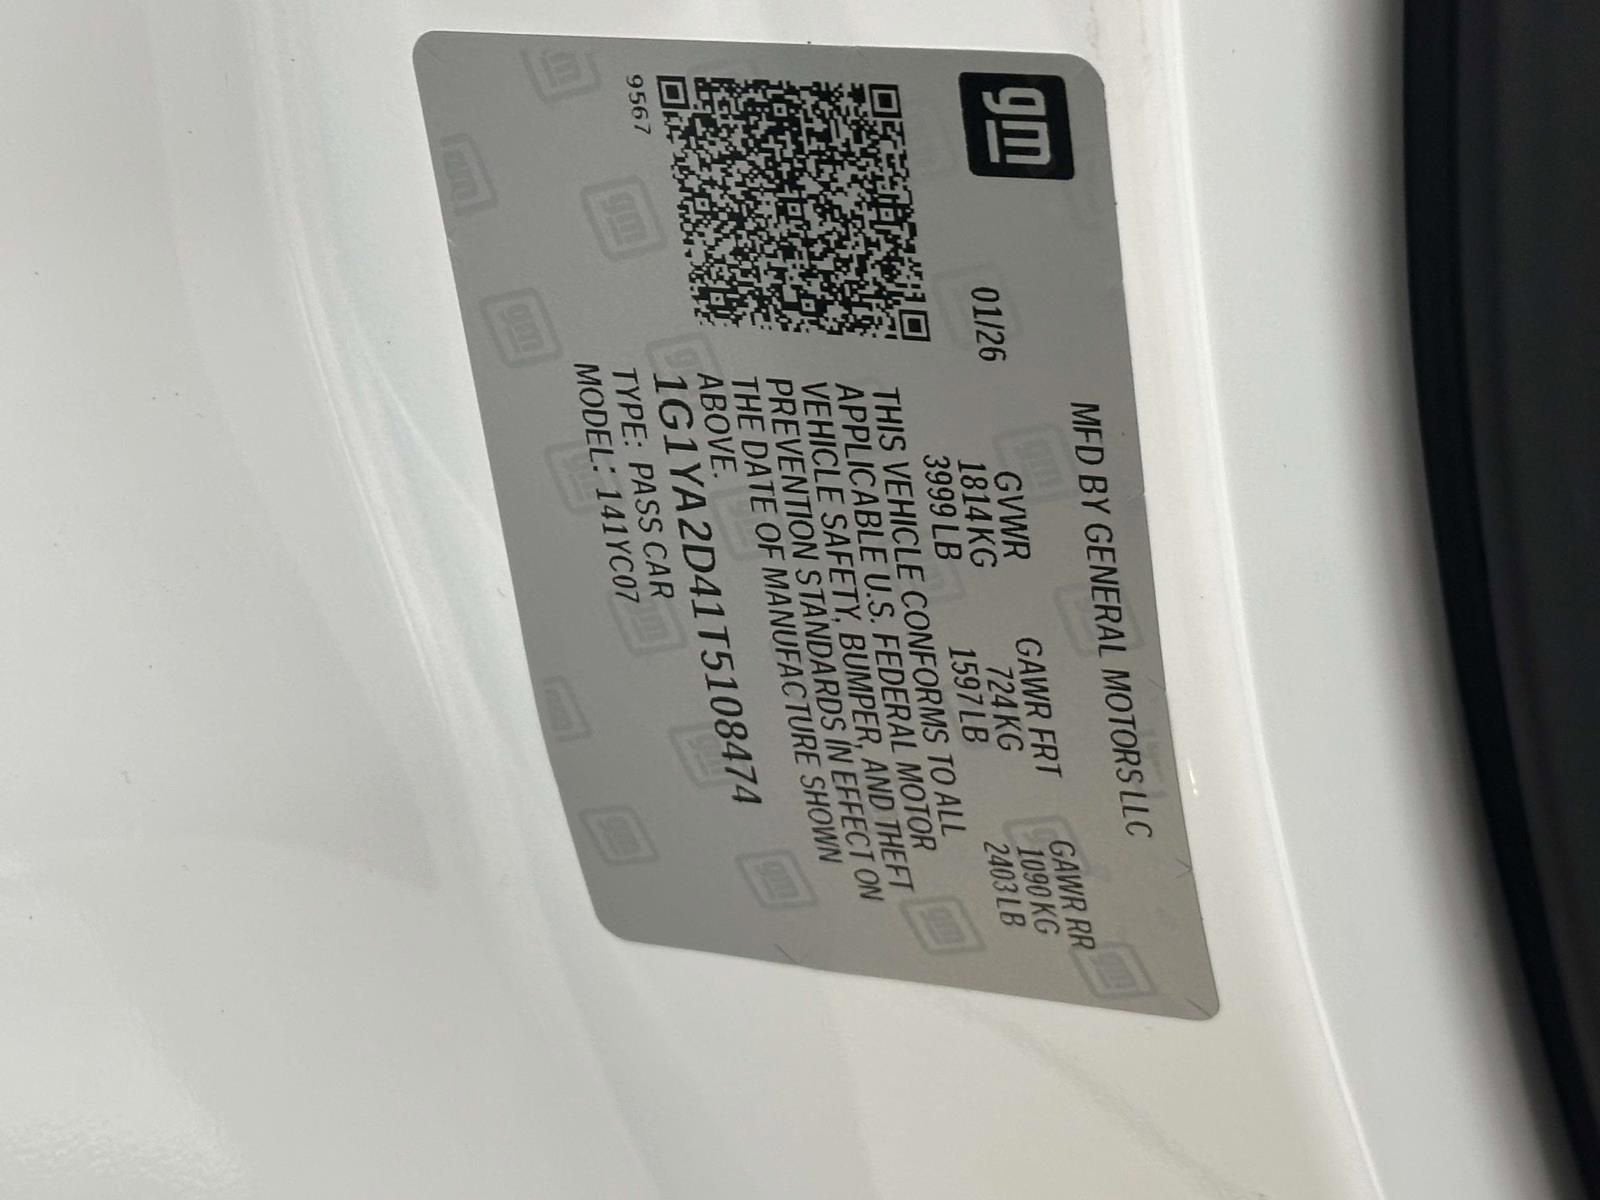 gm
MFD BY GENERAL MOTORS LLC
01/26
GVWR GAWR FRT GAWR RR
1814KG 724KG 1090KG
3999LB 1597LB 2403LB
THIS VEHICLE CONFORMS TO ALL
APPLICABLE U.S. FEDERAL MOTOR
VEHICLE SAFETY, BUMPER, AND THEFT
PREVENTION STANDARDS IN EFFECT ON
THE DATE OF MANUFACTURE SHOWN
ABOVE.
1G1YA2D41T5108474
TYPE: PASS CAR
MODEL: 141YC07
9567